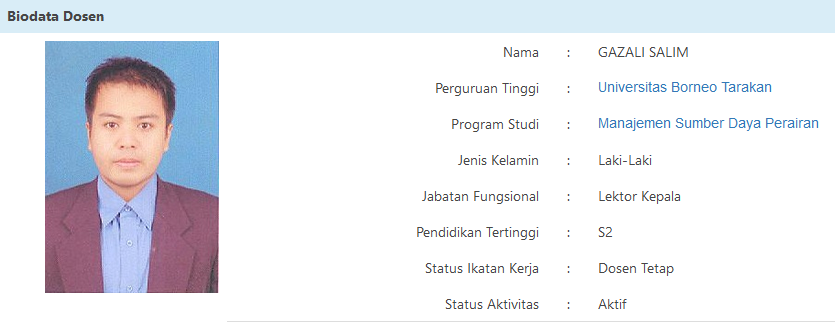 Biodata Dosen
Nama : GAZALI SALIM
Perguruan Tinggi : Universitas Borneo Tarakan
Program Studi : Manajemen Sumber Daya Perairan
Jenis Kelamin : Laki-Laki
Jabatan Fungsional : Lektor Kepala
Pendidikan Tertinggi : S2
Status Ikatan Kerja : Dosen Tetap
Status Aktivitas : Aktif